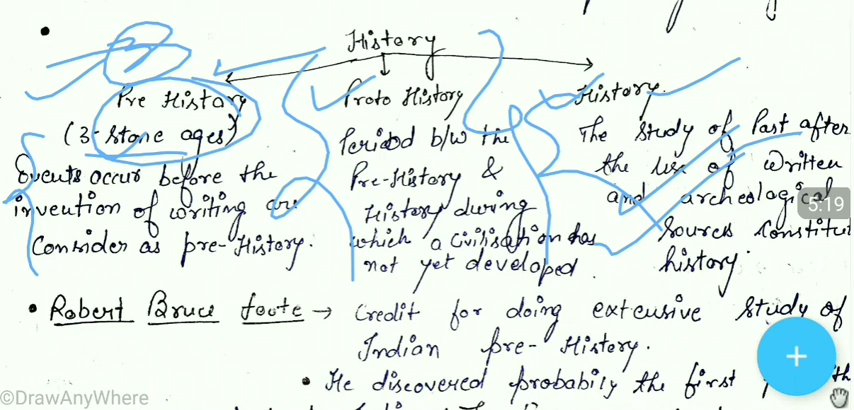 History
Pre History
(3-Stone ages)
Events occur before the
invention of writing are
Consider as pre-History.
Proto History
Period b/w the
Pre-History &
History during
which a civilisation has
not yet developed.
History.
The Study of Past after
the use of written
and archeological
Sources Constitu
history.
• Robert Bruce foote → Credit for doing extensive Study of
Indian pre-History.
• He discovered probabily the first
5:19
+
©DrawAnyWhere